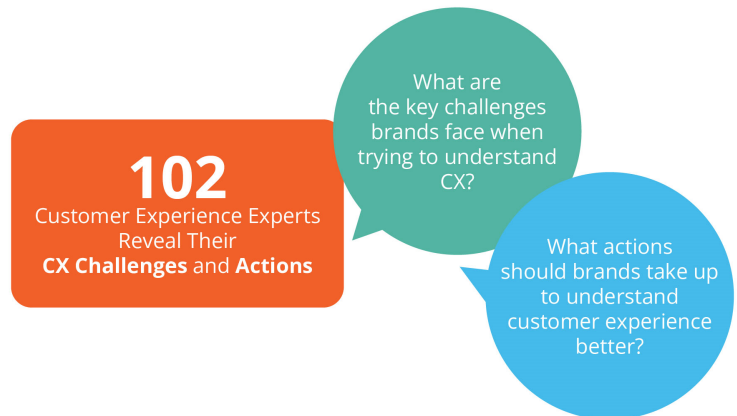 102
Customer Experience Experts
Reveal Their
CX Challenges and Actions
What are
the key challenges
brands face when
trying to understand
CX?
What actions
should brands take up
to understand
customer experience
better?